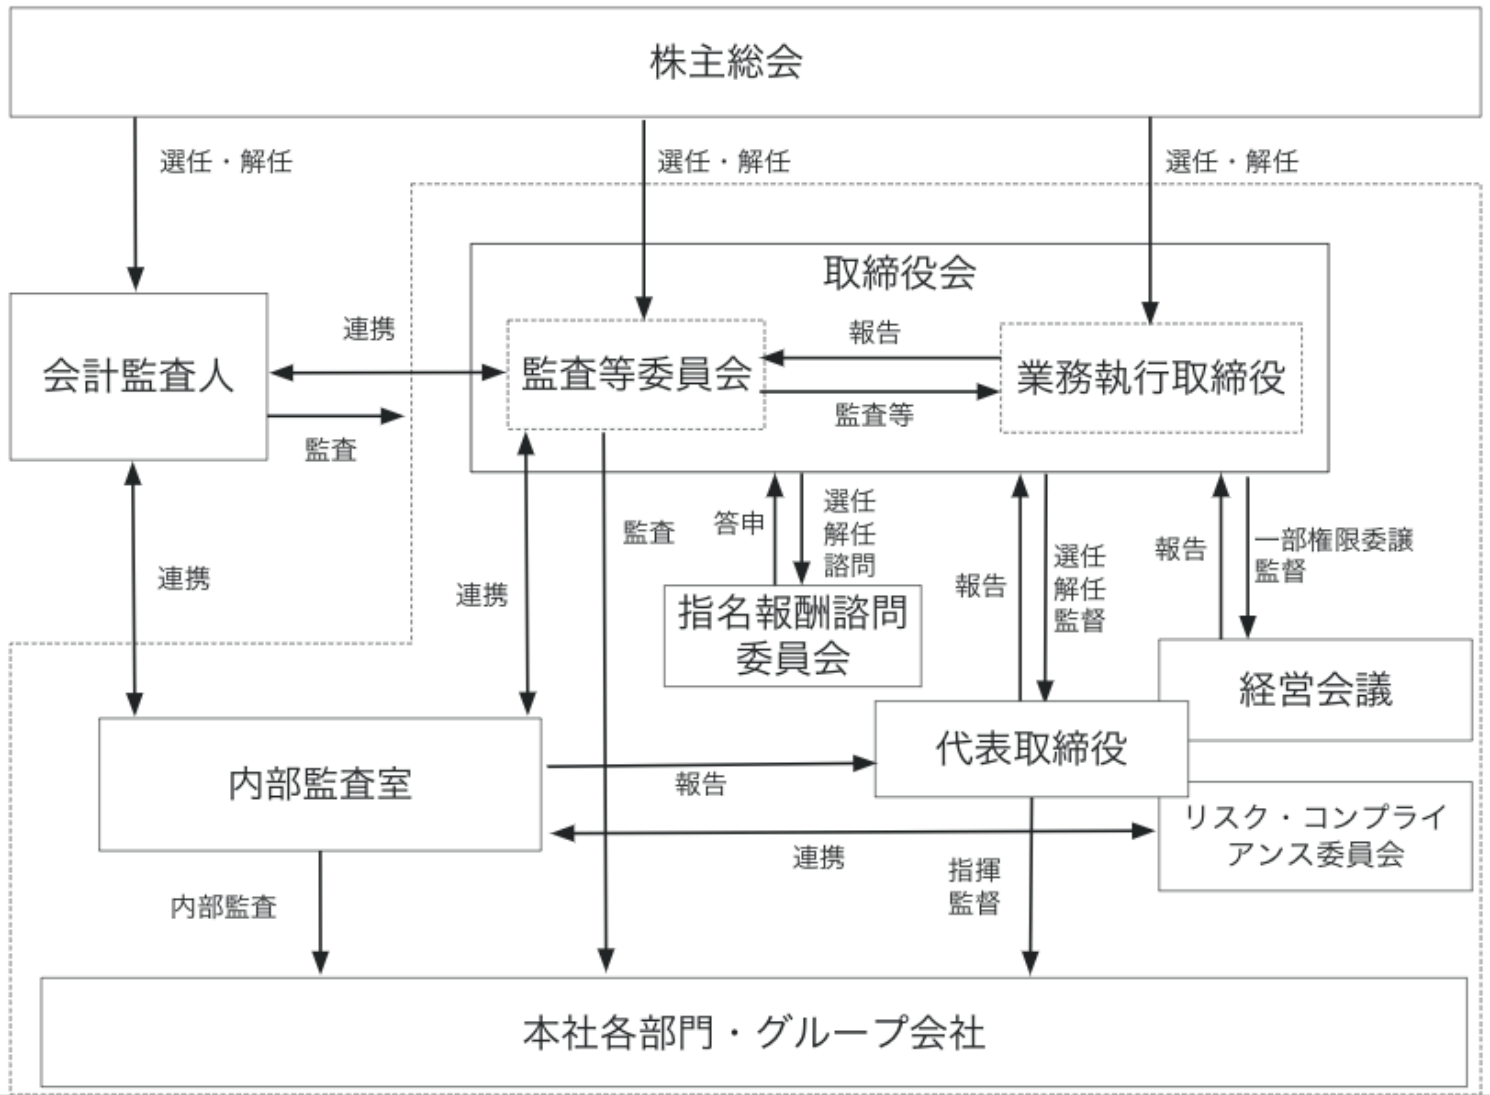 株主総会
選任・解任
選任・解任
選任・解任
取締役会
会計監査人
連携
監査
監査等委員会
報告
監査等
業務執行取締役
連携
連携
監査
答申
選任
解任
諮問
指名報酬諮問
委員会
報告
選任
解任
監督
報告
一部権限委譲
監督
経営会議
代表取締役
内部監査室
報告
連携
リスク・コンプライ
アンス委員会
内部監査
指揮
監督
本社各部門・グループ会社